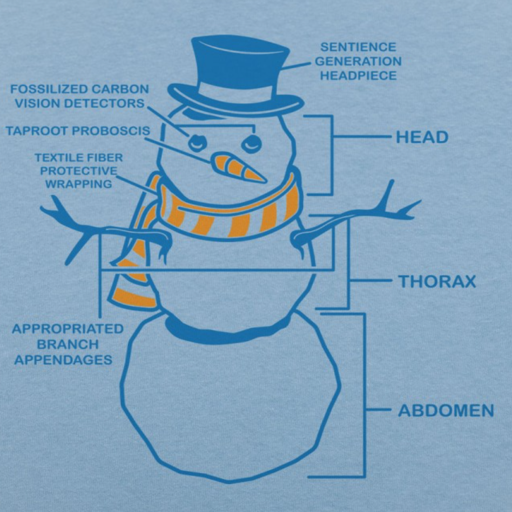 SENTIENCE
GENERATION
HEADPIECE
FOSSILIZED CARBON
VISION DETECTORS
TAPROOT PROBOSCIS
HEAD
TEXTILE FIBER
PROTECTIVE
WRAPPING
THORAX
APPROPRIATED
BRANCH
APPENDAGES
ABDOMEN